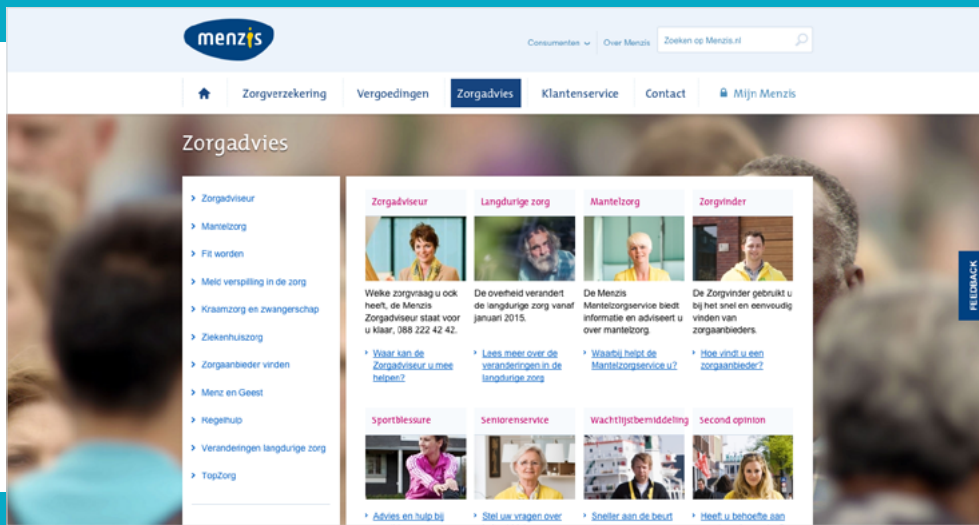 menzis
Consumenten
Over Menzis
Zoeken op Menzis.nl
Zorgverzekering
Vergoedingen
Zorgadvies
Klantenservice
Contact
Mijn Menzis
Zorgadvies
Zorgadviseur
Mantelzorg
Fit worden
Meld verspilling in de zorg
Kraamzorg en zwangerschap
Ziekenhuiszorg
Zorgaanbieder vinden
Menz en Geest
Regelhulp
Veranderingen langdurige zorg
TopZorg
Zorgadviseur
Welke zorgvraag u ook
heeft, de Menzis
Zorgadviseur staat voor
u klaar, 088 222 42 42.
Waar kan de
Zorgadviseur u mee
helpen?
Langdurige zorg
De overheid verandert
de langdurige zorg vanaf
januari 2015.
Lees meer over de
veranderingen in de
langdurige zorg
Mantelzorg
De Menzis
Mantelzorgservice biedt
informatie en adviseert u
over mantelzorg.
Waarbij helpt de
Mantelzorgservice u?
Zorgvinder
De Zorgvinder gebruikt u
bij het snel en eenvoudig
vinden van
zorgaanbieders.
Hoe vindt u een
zorgaanbieder?
Sportblessure
Advies en hulp bij
Seniorenservice
Stel uw vragen over
Wachtlijstbemiddeling
Sneller aan de beurt
Second opinion
Heeft u behoefte aan
FEEDBACK